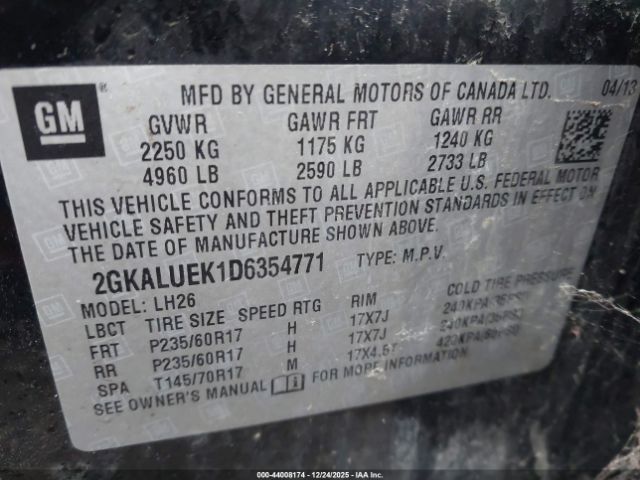 GM ®
MFD BY GENERAL MOTORS OF CANADA LTD. 04/13
GVWR GAWR FRT GAWR RR
2250 KG 1175 KG 1240 KG
4960 LB 2590 LB 2733 LB
THIS VEHICLE CONFORMS TO ALL APPLICABLE U.S. FEDERAL MOTOR
VEHICLE SAFETY AND THEFT PREVENTION STANDARDS IN EFFECT ON
THE DATE OF MANUFACTURE SHOWN ABOVE.
2GKALUEK1D6354771 TYPE: M.P.V.
MODEL: LH26
LBCT TIRE SIZE SPEED RTG RIM COLD TIRE PRESSURE
FRT P235/60R17 H 17X7J 240KPA(35PSI)
RR P235/60R17 H 17X7J 240KPA(35PSI)
SPA T145/70R17 M 420KPA(60PSI)
SEE OWNER'S MANUAL FOR MORE INFORMATION.
000-44008174 • 12/24/2025 • IAA Inc.